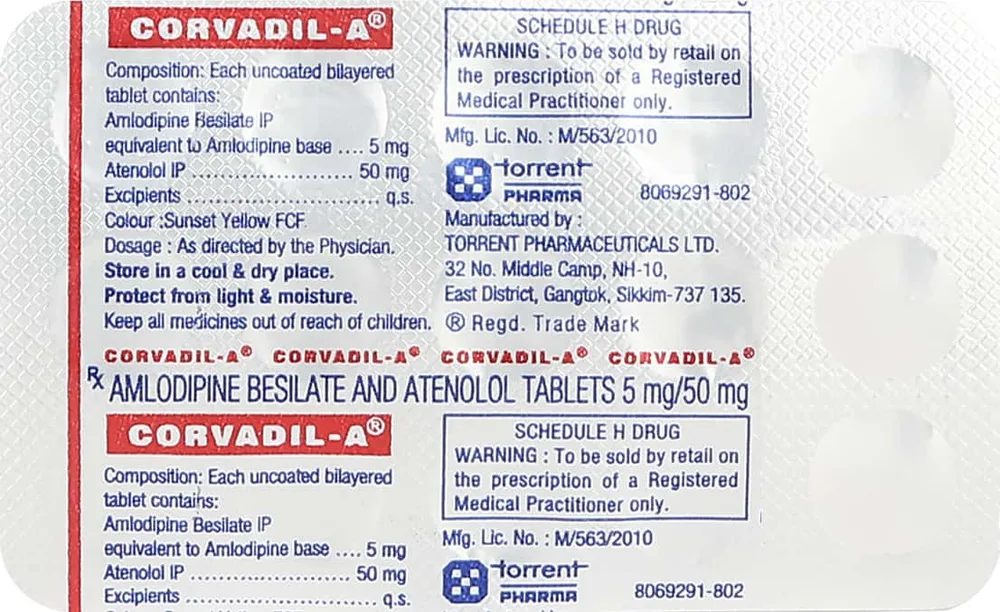 CORVADIL-A®
Composition: Each uncoated bilayered
tablet contains:
Amlodipine Besilate IP
equivalent to Amlodipine base .... 5 mg
Atenolol IP ........................ 50 mg
Excipients ............................ q.s.
Colour :Sunset Yellow FCF
Dosage : As directed by the Physician.
Store in a cool & dry place.
Protect from light & moisture.
Keep all medicines out of reach of children.
SCHEDULE H DRUG
WARNING : To be sold by retail on
the prescription of a Registered
Medical Practitioner only.
Mfg. Lic. No. : M/563/2010
torrent
PHARMA
8069291-802
Manufactured by :
TORRENT PHARMACEUTICALS LTD.
32 No. Middle Camp, NH-10,
East District, Gangtok, Sikkim-737 135.
® Regd. Trade Mark
CORVADIL-A® CORVADIL-A® CORVADIL-A® CORVADIL-A®
Rx AMLODIPINE BESILATE AND ATENOLOL TABLETS 5 mg/50 mg
CORVADIL-A®
Composition: Each uncoated bilayered
tablet contains:
Amlodipine Besilate IP
equivalent to Amlodipine base .... 5 mg
Atenolol IP ........................ 50 mg
Excipients ............................ q.s.
SCHEDULE H DRUG
WARNING : To be sold by retail on
the prescription of a Registered
Medical Practitioner only.
Mfg. Lic. No. : M/563/2010
torrent
PHARMA
8069291-802